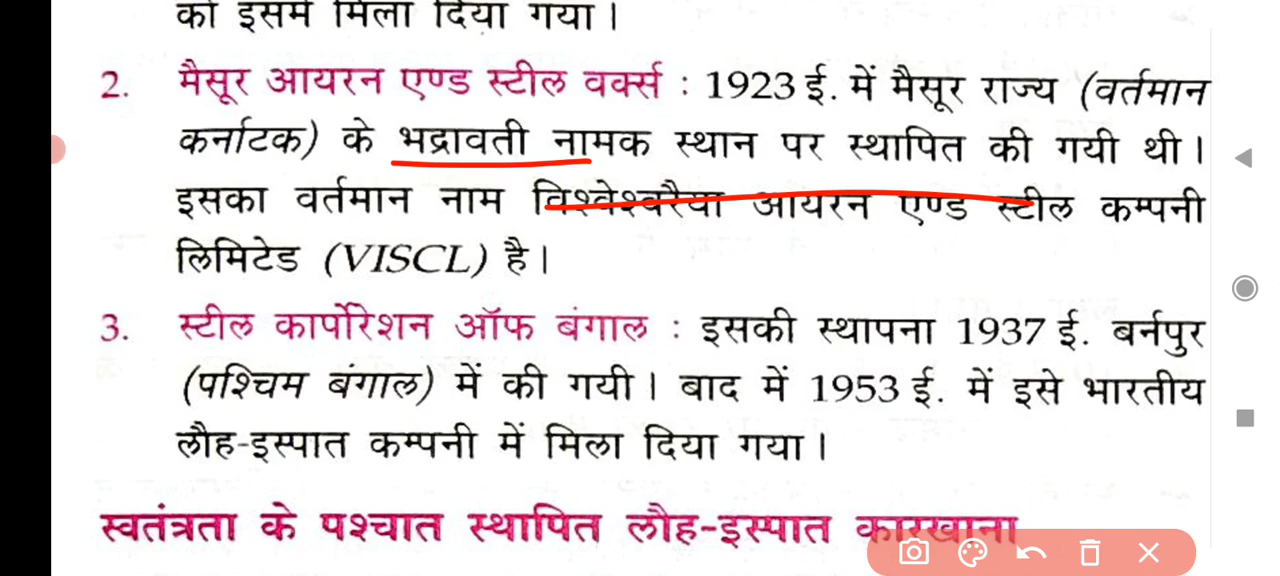 को इसमें मिला दिया गया।
2. मैसूर आयरन एण्ड स्टील वर्क्स : 1923 ई. में मैसूर राज्य (वर्तमान
कर्नाटक) के भद्रावती नामक स्थान पर स्थापित की गयी थी।
इसका वर्तमान नाम विश्वेश्वरैया आयरन एण्ड स्टील कम्पनी
लिमिटेड (VISCL) है।
3. स्टील कार्पोरेशन ऑफ बंगाल : इसकी स्थापना 1937 ई. बर्नपुर
(पश्चिम बंगाल) में की गयी। बाद में 1953 ई. में इसे भारतीय
लौह-इस्पात कम्पनी में मिला दिया गया।
स्वतंत्रता के पश्चात स्थापित लौह-इस्पात कारखाना